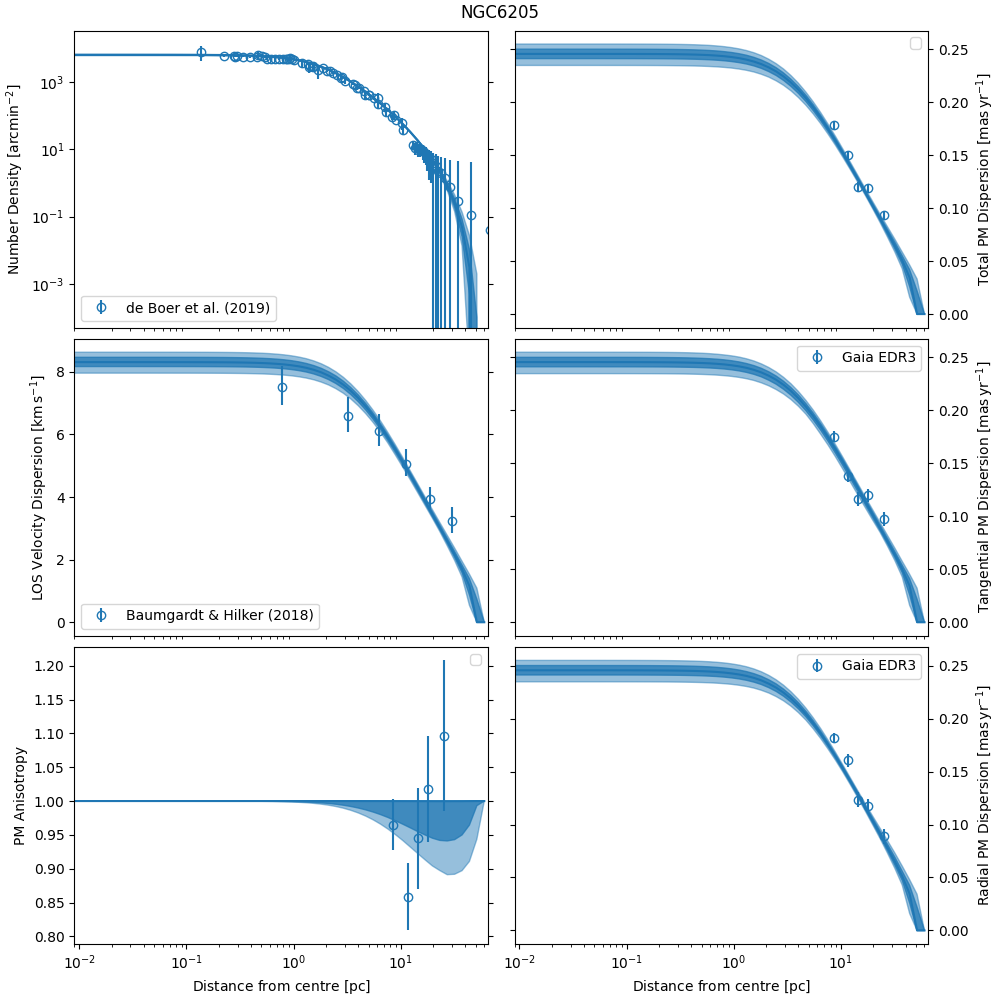 NGC6205
Number Density [arcmin⁻²]
10³
10¹
10⁻¹
10⁻³
de Boer et al. (2019)
Total PM Dispersion [mas yr⁻¹]
0.25
0.20
0.15
0.10
0.05
0.00
LOS Velocity Dispersion [km s⁻¹]
8
6
4
2
0
Baumgardt & Hilker (2018)
Gaia EDR3
Tangential PM Dispersion [mas yr⁻¹]
0.25
0.20
0.15
0.10
0.05
0.00
PM Anisotropy
1.20
1.15
1.10
1.05
1.00
0.95
0.90
0.85
0.80
10⁻² 10⁻¹ 10⁰ 10¹
Distance from centre [pc]
Gaia EDR3
Radial PM Dispersion [mas yr⁻¹]
0.25
0.20
0.15
0.10
0.05
0.00
10⁻² 10⁻¹ 10⁰ 10¹
Distance from centre [pc]